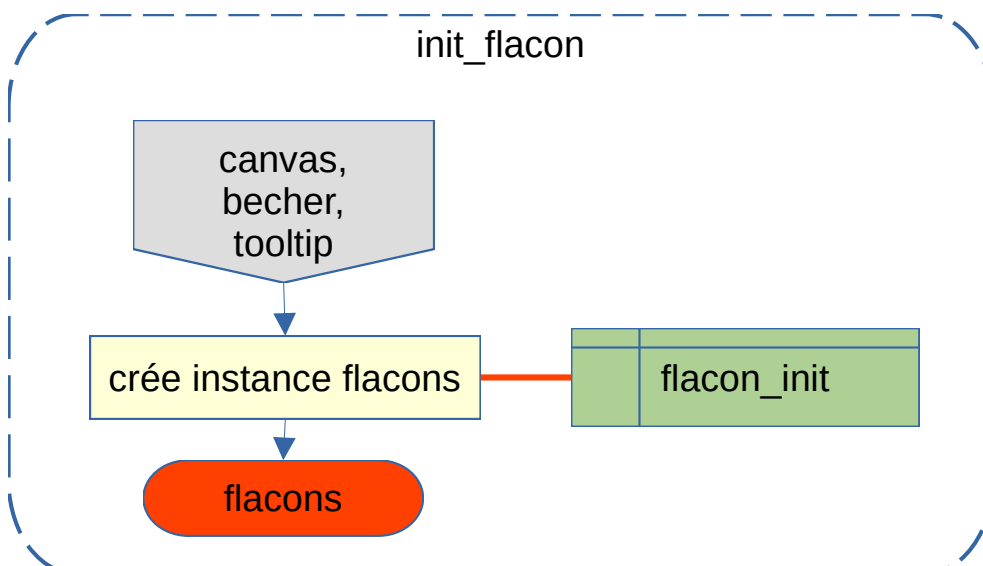 init_flacon
canvas,
becher,
tooltip
crée instance flacons
flacon_init
flacons